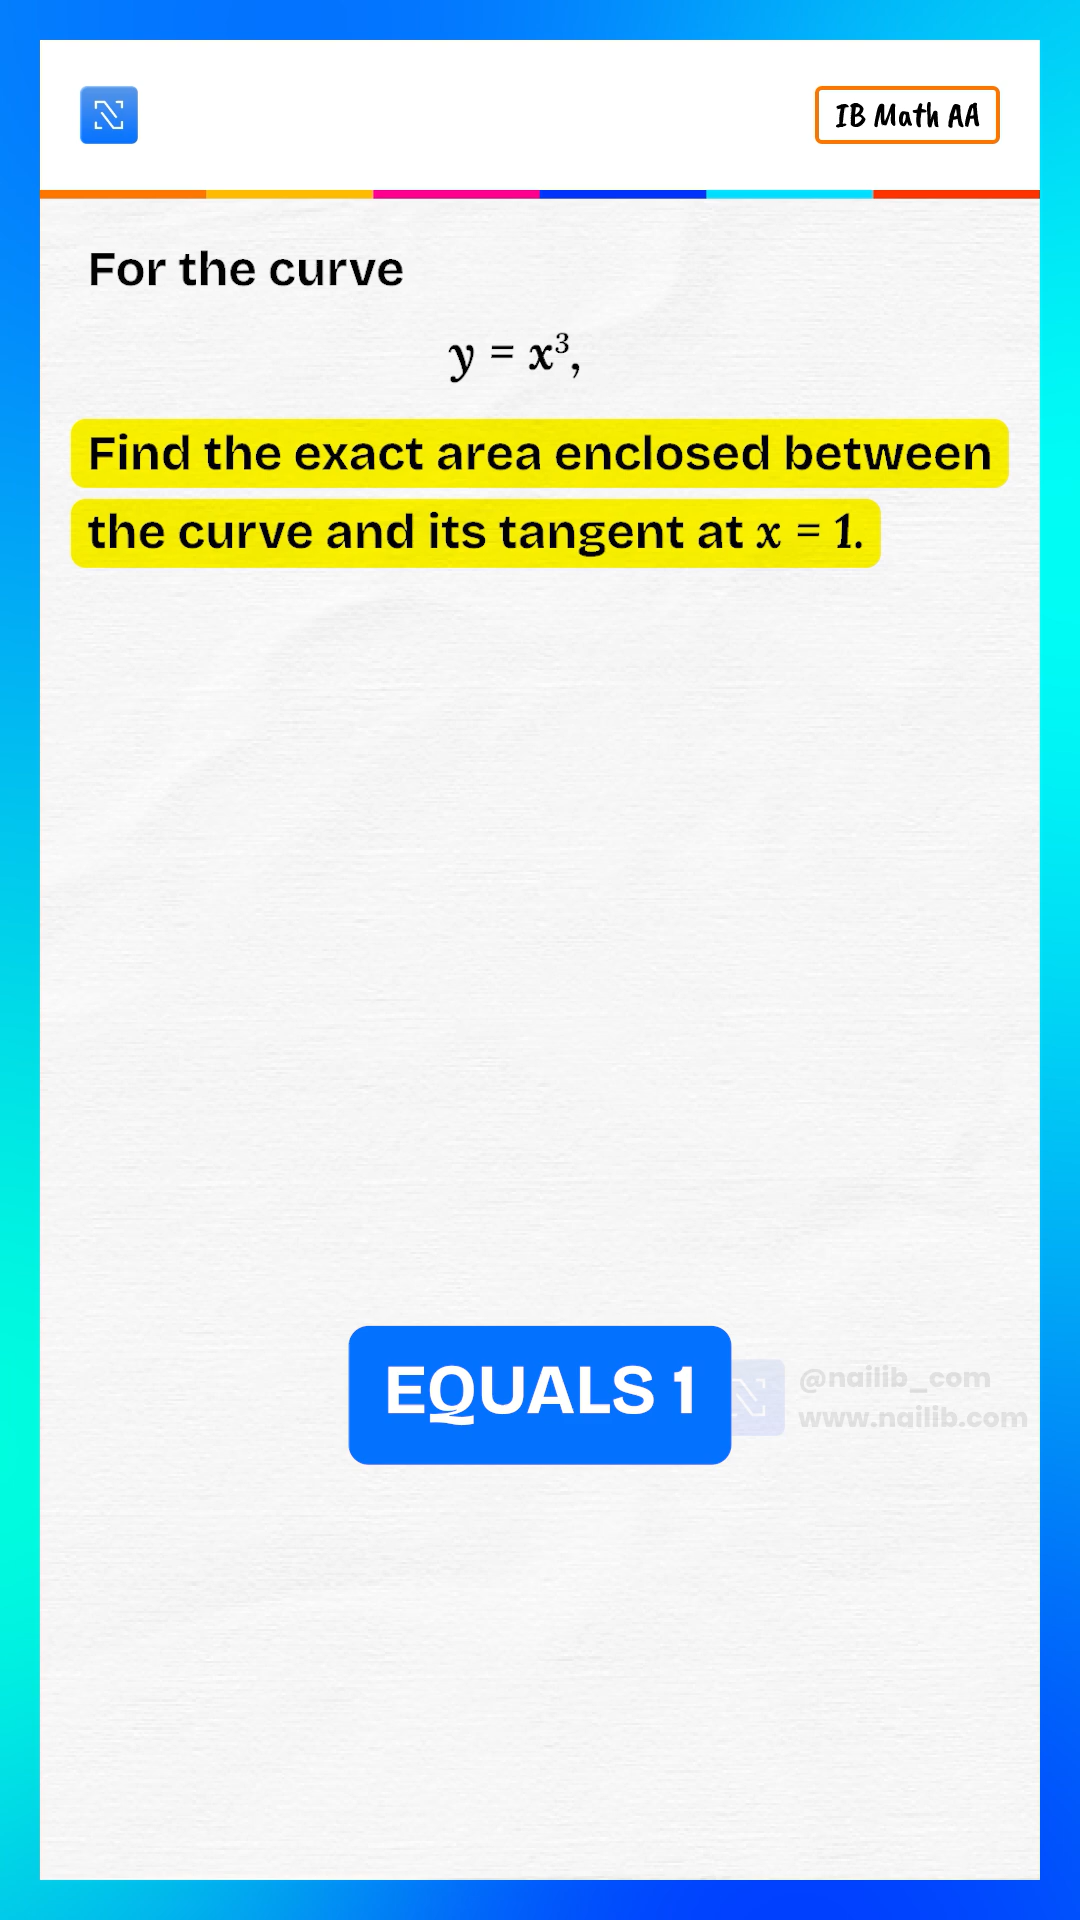 IB Math AA
For the curve
y = x³,
Find the exact area enclosed between
the curve and its tangent at x = 1.
EQUALS 1
@nailib_com
www.nailib.com